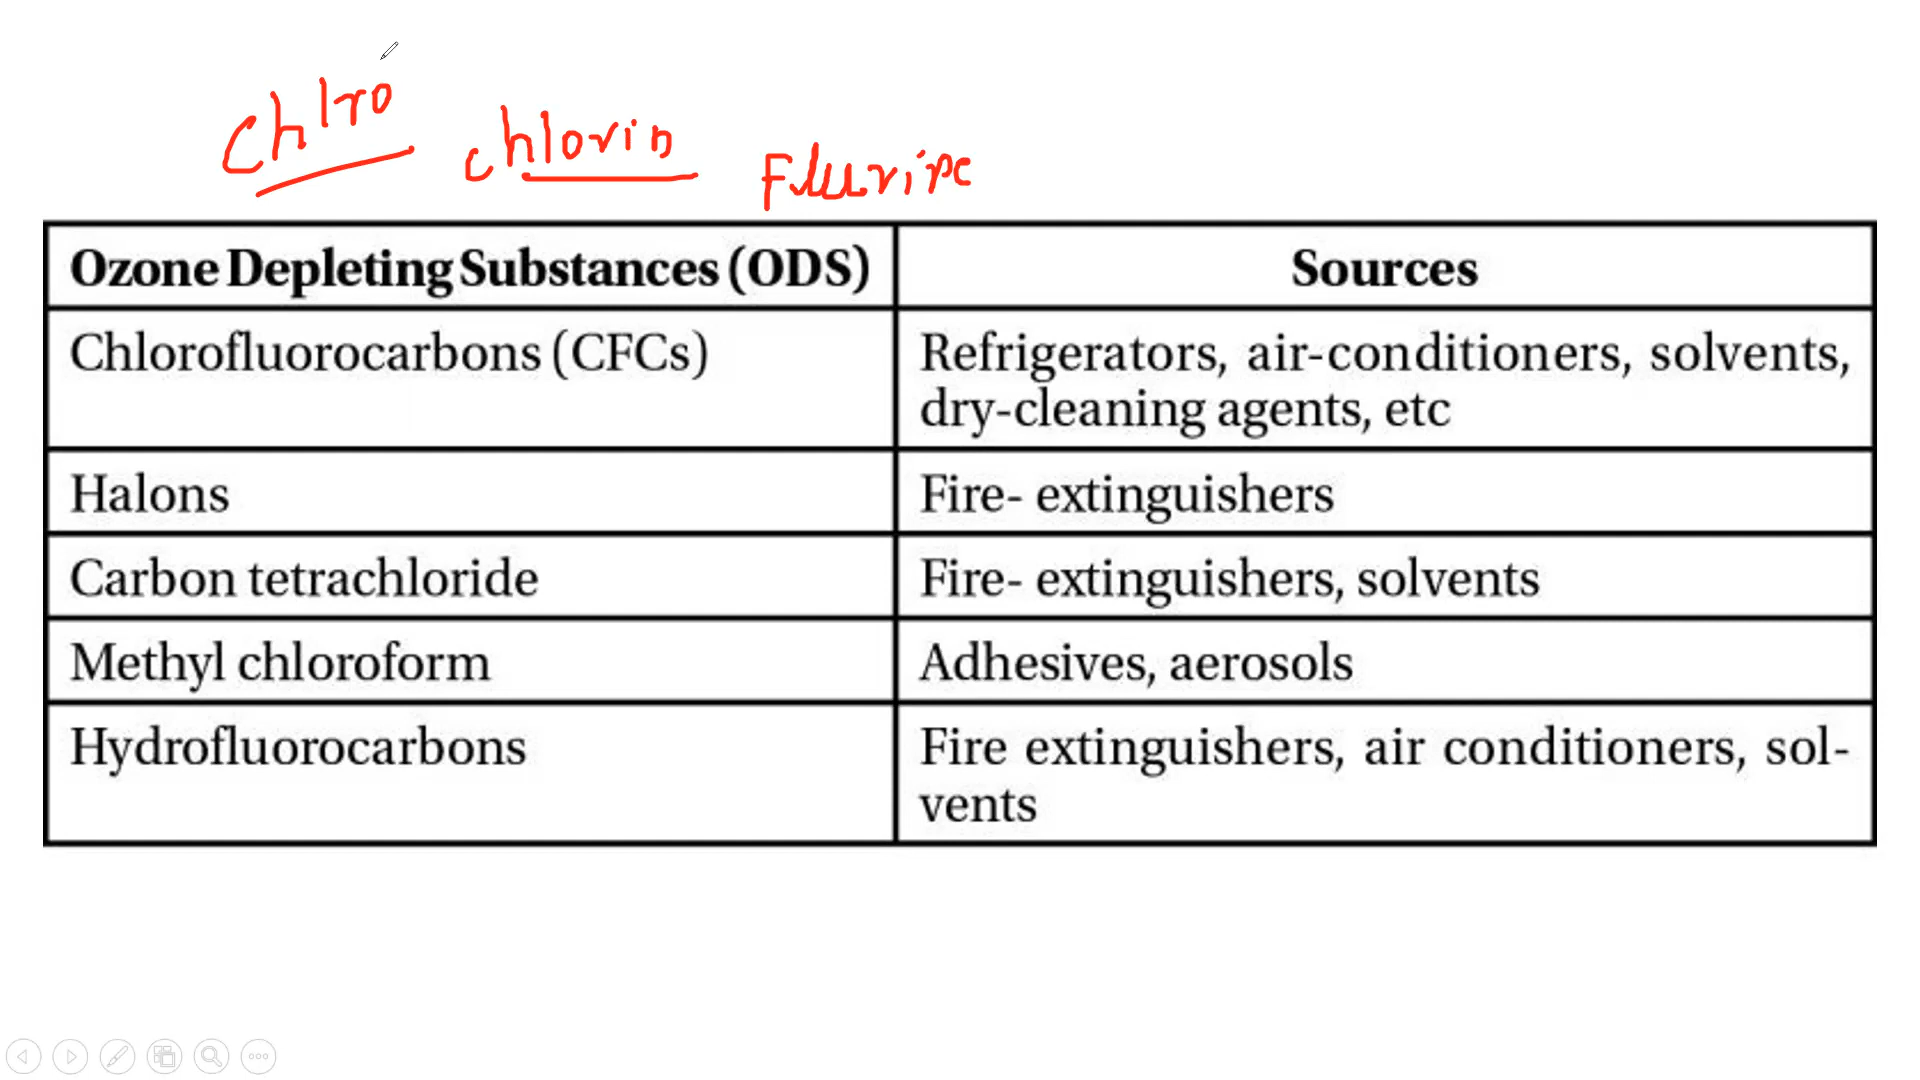 Chlro chlorin Fluurine
Ozone Depleting Substances (ODS) Sources
Chlorofluorocarbons (CFCs) Refrigerators, air-conditioners, solvents,
dry-cleaning agents, etc
Halons Fire- extinguishers
Carbon tetrachloride Fire- extinguishers, solvents
Methyl chloroform Adhesives, aerosols
Hydrofluorocarbons Fire extinguishers, air conditioners, sol-
vents